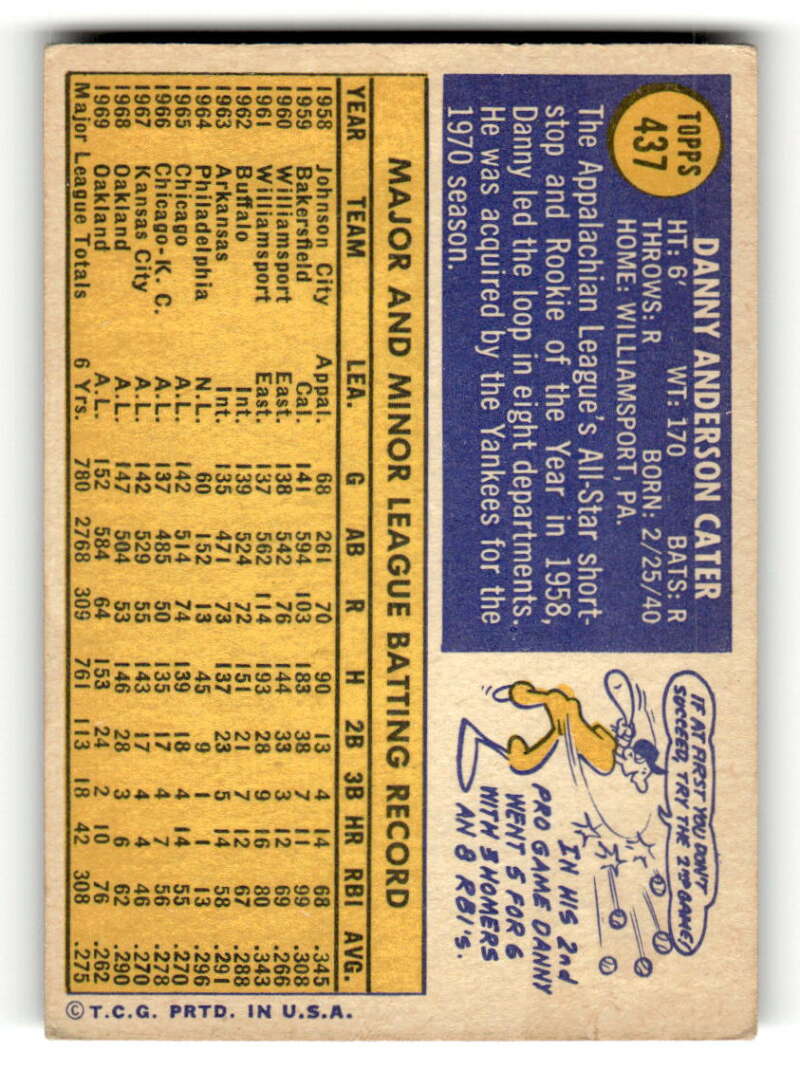 TOPPS
437
DANNY ANDERSON CATER
HT: 6' WT: 170 BATS: R
THROWS: R BORN: 2/25/40
HOME: WILLIAMSPORT, PA.
The Appalachian League's All-Star short-
stop and Rookie of the Year in 1958,
Danny led the loop in eight departments.
He was acquired by the Yankees for the
1970 season.
IF AT FIRST YOU DON'T
SUCCEED, TRY THE 2ND GAME!
IN HIS 2nd
PRO GAME DANNY
WENT 5 FOR 6
WITH 3 HOMERS
AN 8 RBI's.
MAJOR AND MINOR LEAGUE BATTING RECORD
YEAR TEAM LEA. G AB R H 2B 3B HR RBI AVG.
1958 Johnson City Appal. 68 261 70 90 13 4 14 68 .345
1959 Bakersfield Cal. 141 594 103 183 38 7 11 99 .308
1960 Williamsport East. 138 542 76 144 33 3 12 69 .266
1961 Williamsport East. 137 562 114 193 28 9 16 80 .343
1962 Buffalo Int. 139 524 72 151 21 7 12 67 .288
1963 Arkansas Int. 135 471 73 137 23 5 14 58 .291
1964 Philadelphia N.L. 60 152 13 45 9 1 1 13 .296
1965 Chicago A.L. 142 514 74 139 18 4 14 55 .270
1966 Chicago-K. C. A.L. 137 485 50 135 17 4 7 56 .278
1967 Kansas City A.L. 142 529 55 143 17 4 4 46 .270
1968 Oakland A.L. 147 504 53 146 28 3 6 62 .290
1969 Oakland A.L. 152 584 64 153 24 2 10 76 .262
Major League Totals 6 Yrs. 780 2768 309 761 113 18 42 308 .275
© T.C.G. PRTD. IN U.S.A.